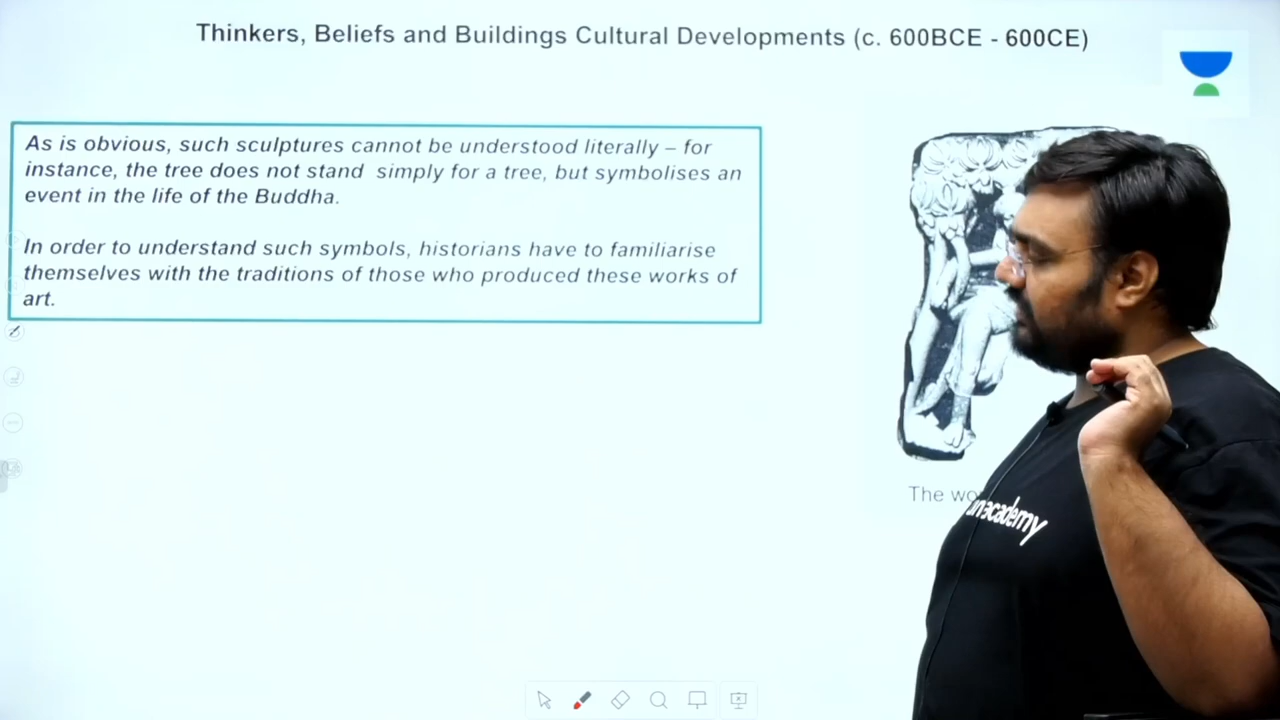 Thinkers, Beliefs and Buildings Cultural Developments (c. 600BCE - 600CE)
As is obvious, such sculptures cannot be understood literally – for
instance, the tree does not stand simply for a tree, but symbolises an
event in the life of the Buddha.
In order to understand such symbols, historians have to familiarise
themselves with the traditions of those who produced these works of
art.
The
unacademy